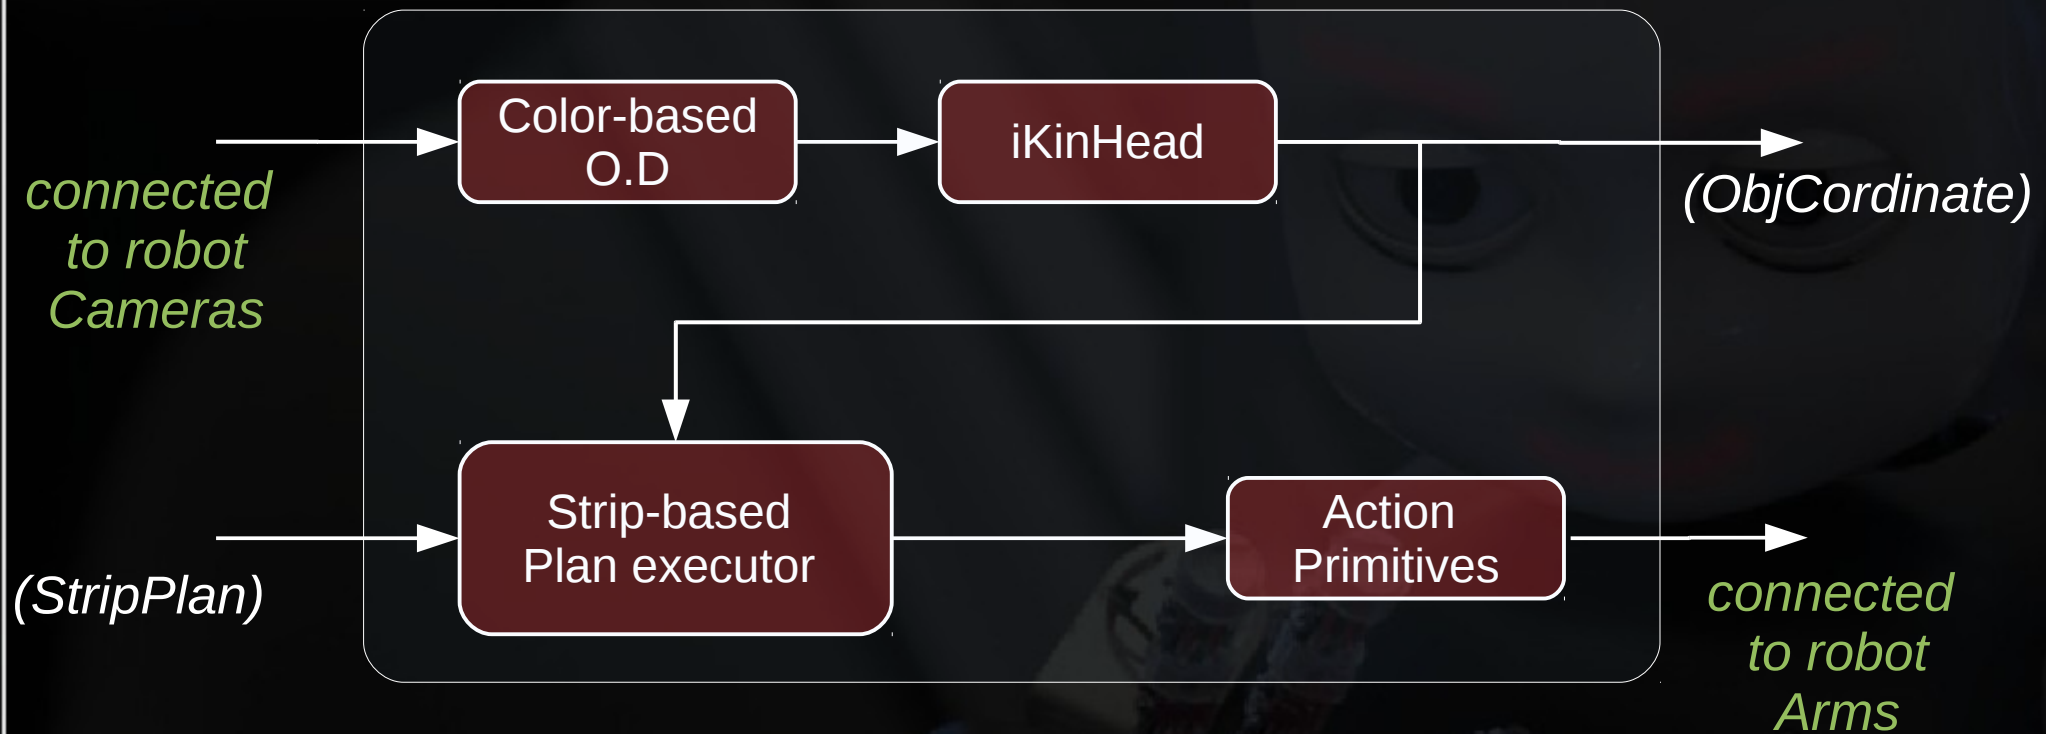 Color-based
O.D
iKinHead
connected
to robot
Cameras
(ObjCordinate)
Strip-based
Plan executor
Action
Primitives
(StripPlan)
connected
to robot
Arms